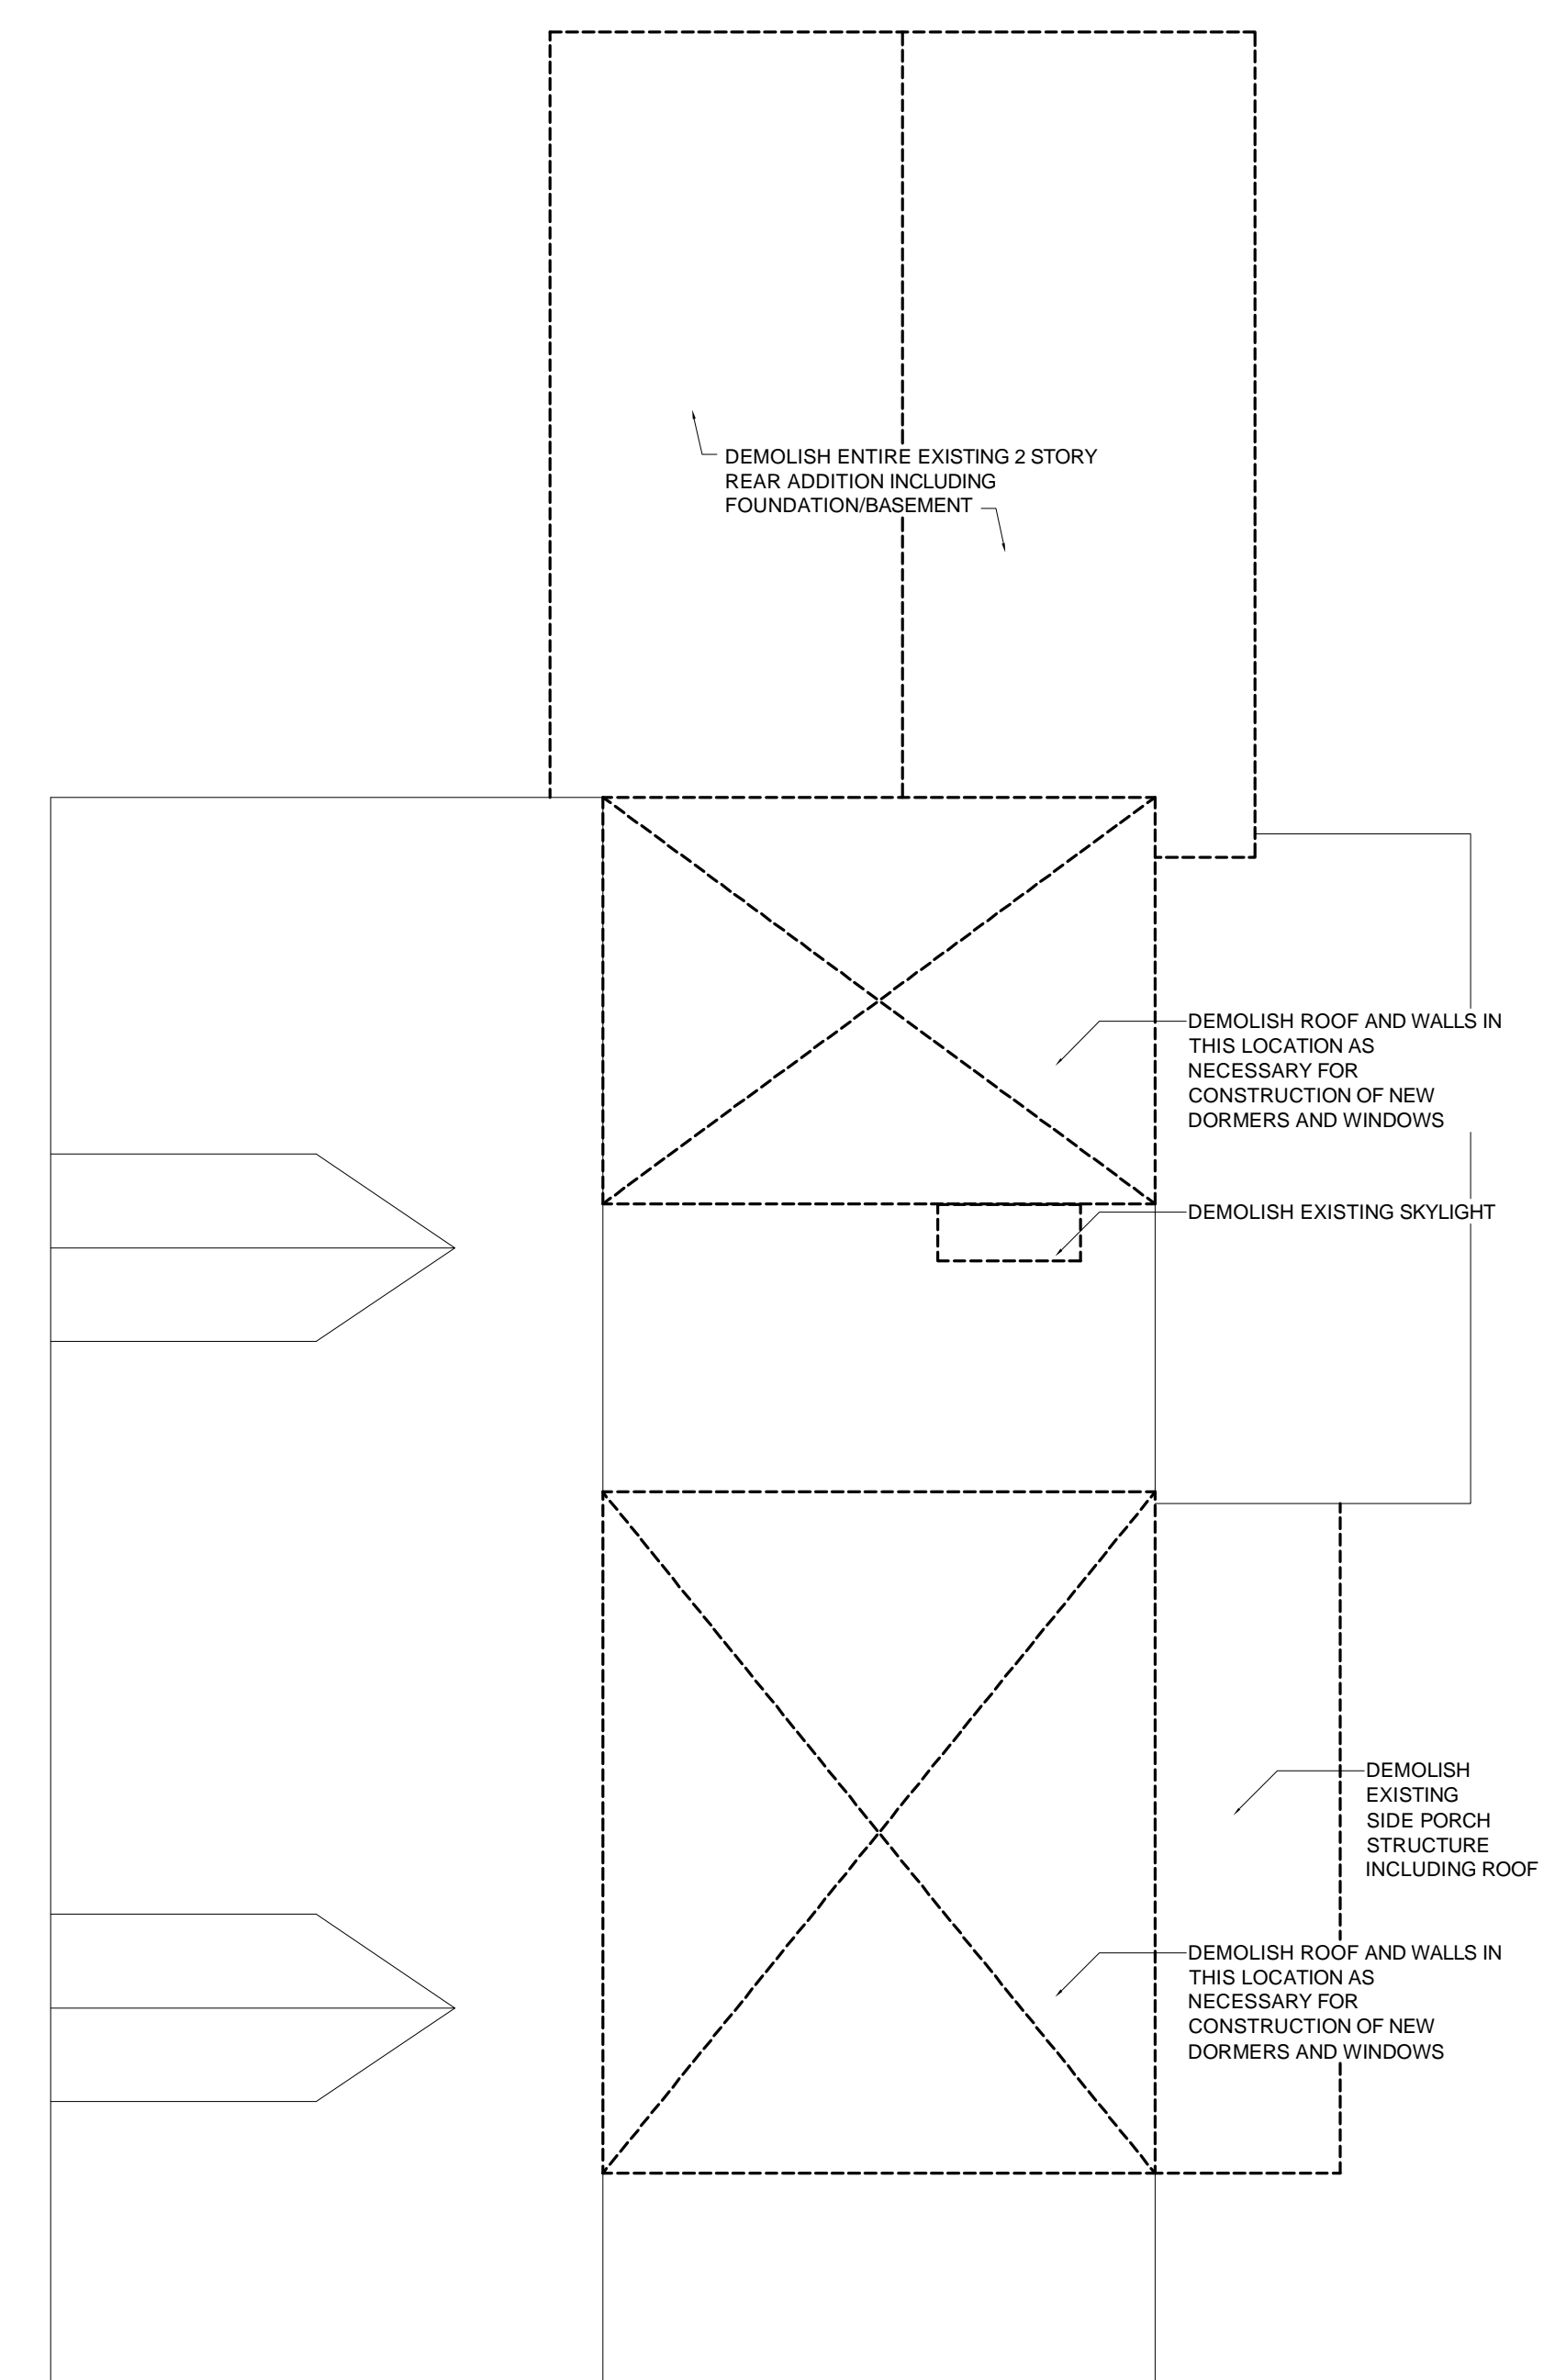 DEMOLISH ENTIRE EXISTING 2 STORY
REAR ADDITION INCLUDING
FOUNDATION/BASEMENT
DEMOLISH ROOF AND WALLS IN
THIS LOCATION AS
NECESSARY FOR
CONSTRUCTION OF NEW
DORMERS AND WINDOWS
DEMOLISH EXISTING SKYLIGHT
DEMOLISH
EXISTING
SIDE PORCH
STRUCTURE
INCLUDING ROOF
DEMOLISH ROOF AND WALLS IN
THIS LOCATION AS
NECESSARY FOR
CONSTRUCTION OF NEW
DORMERS AND WINDOWS